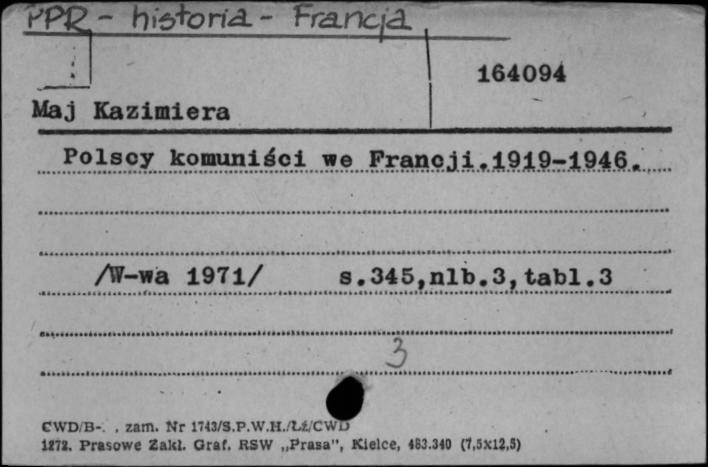 PPR - historia - Francja
164094
Maj Kazimiera
Polscy komuniści we Francji.1919-1946.
/W-wa 1971/ s.345,nlb.3,tabl.3
3
CWD/B-. , zam. Nr 1743/S.P.W.H./Łź/CWD
1272. Prasowe Zakł. Graf. RSW „Prasa”, Kielce, 483.340 (7,5x12,5)